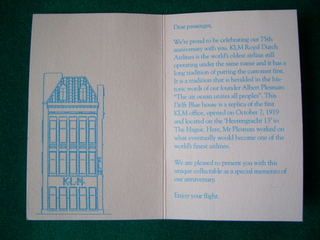 Dear passenger,
We're proud to be celebrating our 75th
anniversary with you. KLM Royal Dutch
Airlines is the world's oldest airline still
operating under the same name and it has a
long tradition of putting the customer first.
It is a tradition that is heralded in the his-
toric words of our founder Albert Plesman:
"The air ocean unites all peoples". This
Delft Blue house is a replica of the first
KLM office, opened on October 7, 1919
and located on the 'Herengracht 13' in
The Hague. Here, Mr Plesman worked on
what eventually would become one of the
world's finest airlines.
We are pleased to present you with this
unique collectable as a special memento of
our anniversary.
Enjoy your flight.
KLM